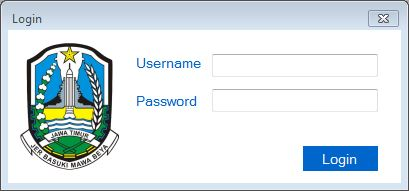 Login
Username
Password
JAWA TIMUR
JER BASUKI MAWA BEYA
Login